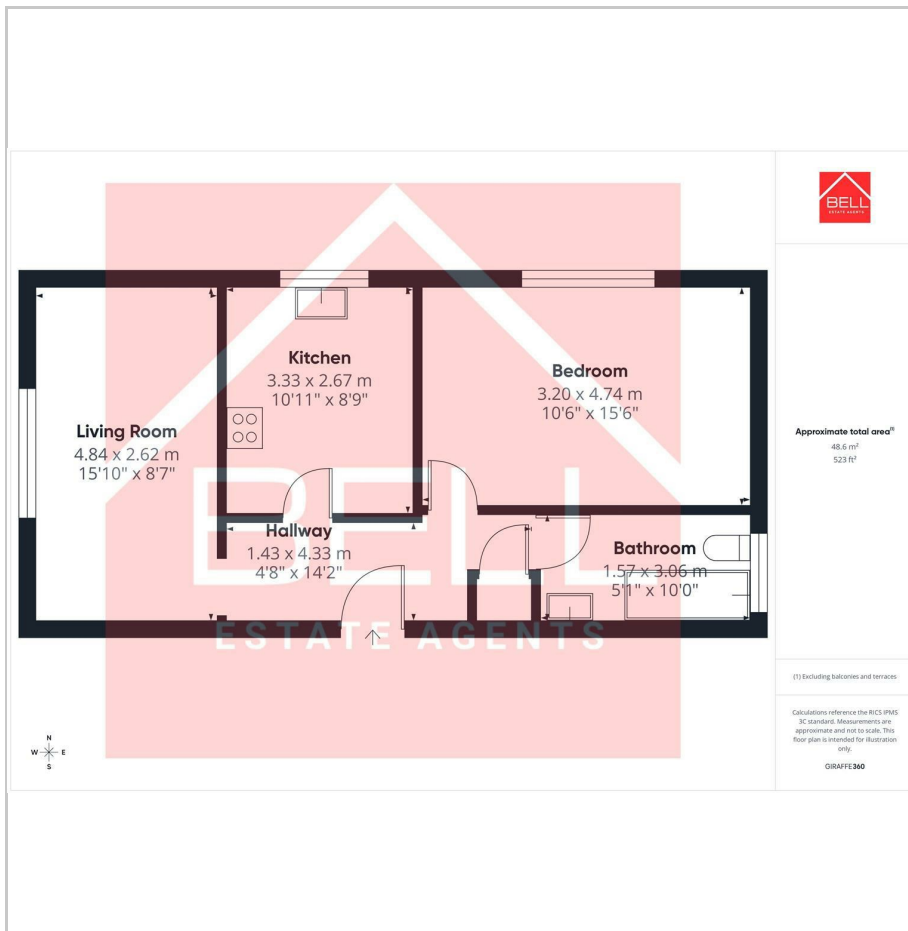 BELL
ESTATE AGENTS
Kitchen
3.33 x 2.67 m
10'11" x 8'9"
Bedroom
3.20 x 4.74 m
10'6" x 15'6"
Living Room
4.84 x 2.62 m
15'10" x 8'7"
Hallway
1.43 x 4.33 m
4'8" x 14'2"
Bathroom
1.57 x 3.06 m
5'1" x 10'0"
BELL
ESTATE AGENTS
N
W E
S
Approximate total area(1)
48.6 m²
523 ft²
(1) Excluding balconies and terraces
Calculations reference the RICS IPMS
3C standard. Measurements are
approximate and not to scale. This
floor plan is intended for illustration
only.
GIRAFFE360